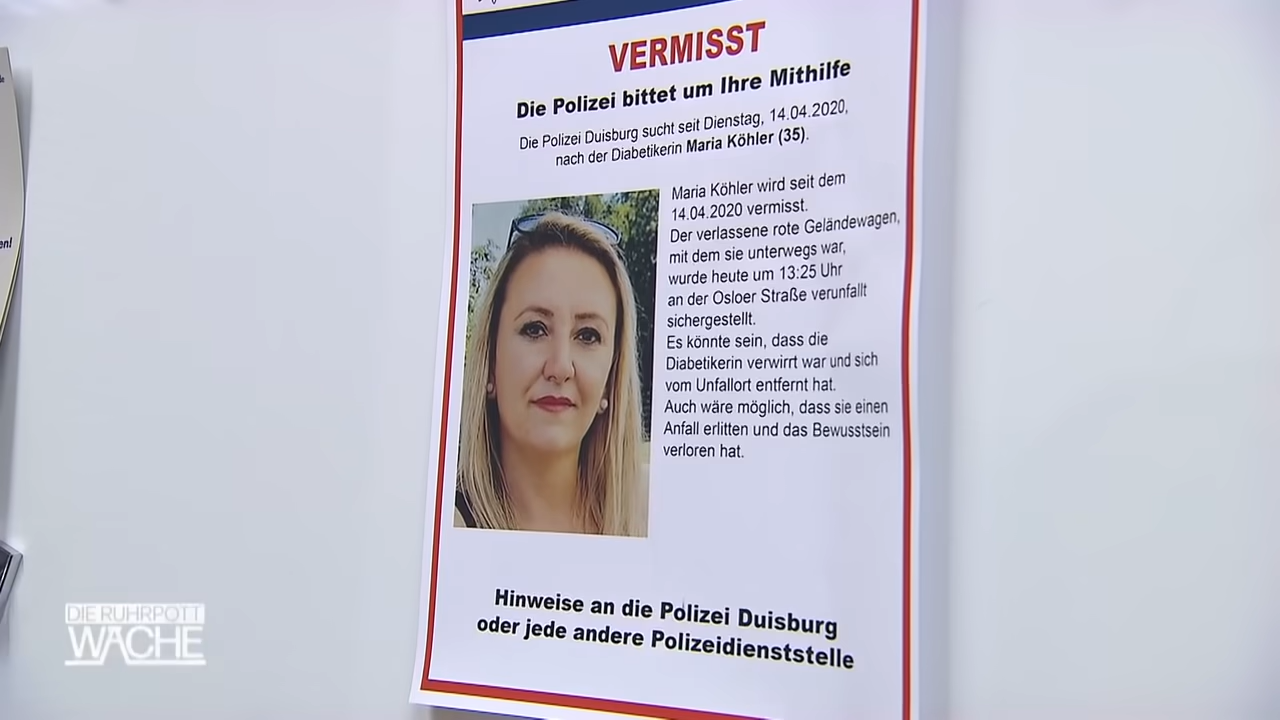 VERMISST
Die Polizei bittet um Ihre Mithilfe
Die Polizei Duisburg sucht seit Dienstag, 14.04.2020,
nach der Diabetikerin Maria Köhler (35).
Maria Köhler wird seit dem
14.04.2020 vermisst.
Der verlassene rote Geländewagen,
mit dem sie unterwegs war,
wurde heute um 13:25 Uhr
an der Osloer Straße verunfallt
sichergestellt.
Es könnte sein, dass die
Diabetikerin verwirrt war und sich
vom Unfallort entfernt hat.
Auch wäre möglich, dass sie einen
Anfall erlitten und das Bewusstsein
verloren hat.
Hinweise an die Polizei Duisburg
oder jede andere Polizeidienststelle
DIE RUHRPOTT
WACHE